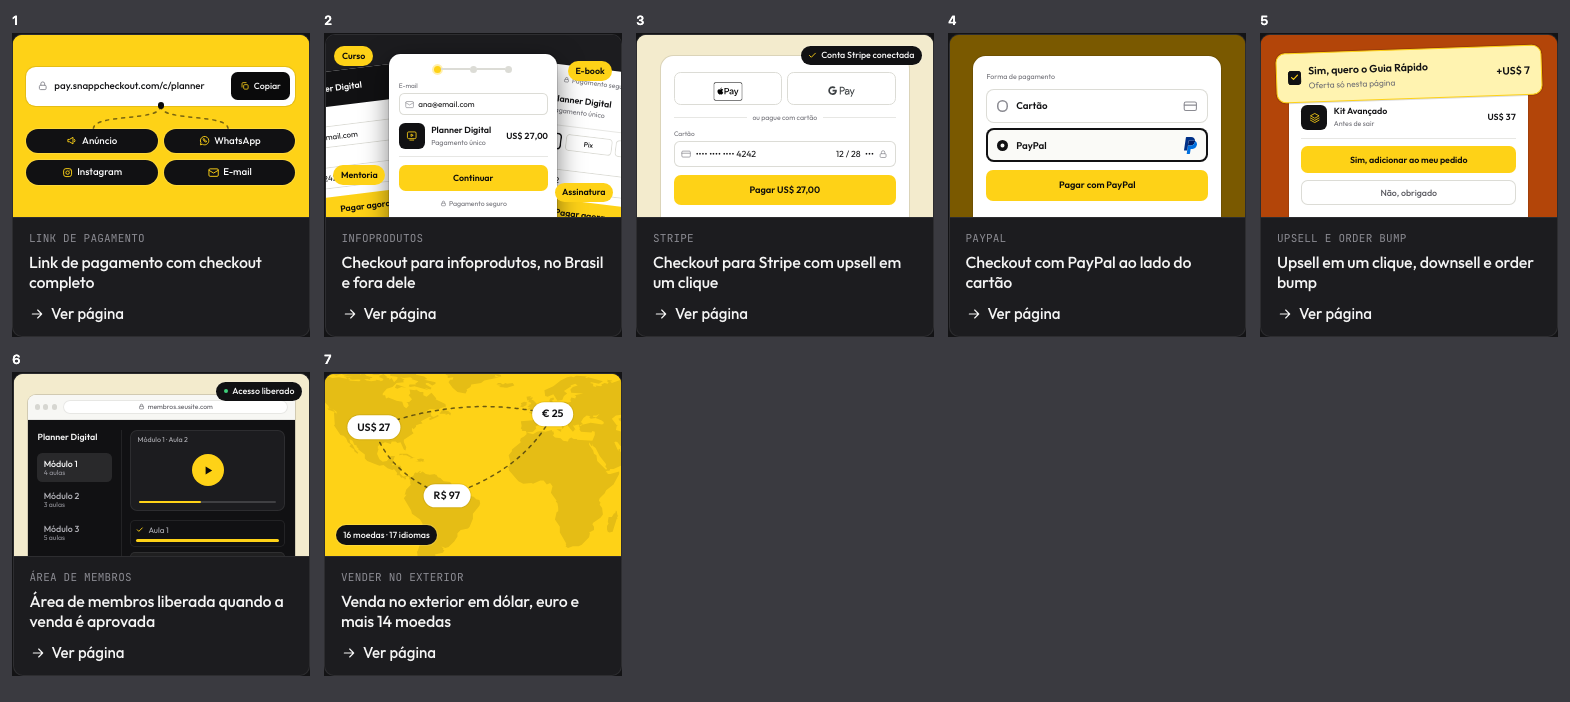 1
pay.snappcheckout.com/c/planner
Copiar
Anúncio
WhatsApp
Instagram
E-mail
LINK DE PAGAMENTO
Link de pagamento com checkout
completo
→ Ver página
2
Curso
E-book
E-mail
ana@email.com
Planner Digital
Pagamento único
US$ 27,00
Continuar
Pagamento seguro
Mentoria
Assinatura
Pix
Pagar agora
Pagar agora
INFOPRODUTOS
Checkout para infoprodutos, no Brasil
e fora dele
→ Ver página
3
Conta Stripe conectada
Pay
G Pay
ou pague com cartão
Cartão
•••• •••• •••• 4242
12 / 28 •••
Pagar US$ 27,00
STRIPE
Checkout para Stripe com upsell em
um clique
→ Ver página
4
Forma de pagamento
Cartão
PayPal
Pagar com PayPal
PAYPAL
Checkout com PayPal ao lado do
cartão
→ Ver página
5
Sim, quero o Guia Rápido
+US$ 7
Oferta só nesta página
Kit Avançado
Antes de sair
US$ 37
Sim, adicionar ao meu pedido
Não, obrigado
UPSELL E ORDER BUMP
Upsell em um clique, downsell e order
bump
→ Ver página
6
Acesso liberado
membros.seusite.com
Planner Digital
Módulo 1
4 aulas
Módulo 2
3 aulas
Módulo 3
5 aulas
Módulo 1 · Aula 2
Aula 1
ÁREA DE MEMBROS
Área de membros liberada quando a
venda é aprovada
→ Ver página
7
US$ 27
€ 25
R$ 97
16 moedas · 17 idiomas
VENDER NO EXTERIOR
Venda no exterior em dólar, euro e
mais 14 moedas
→ Ver página